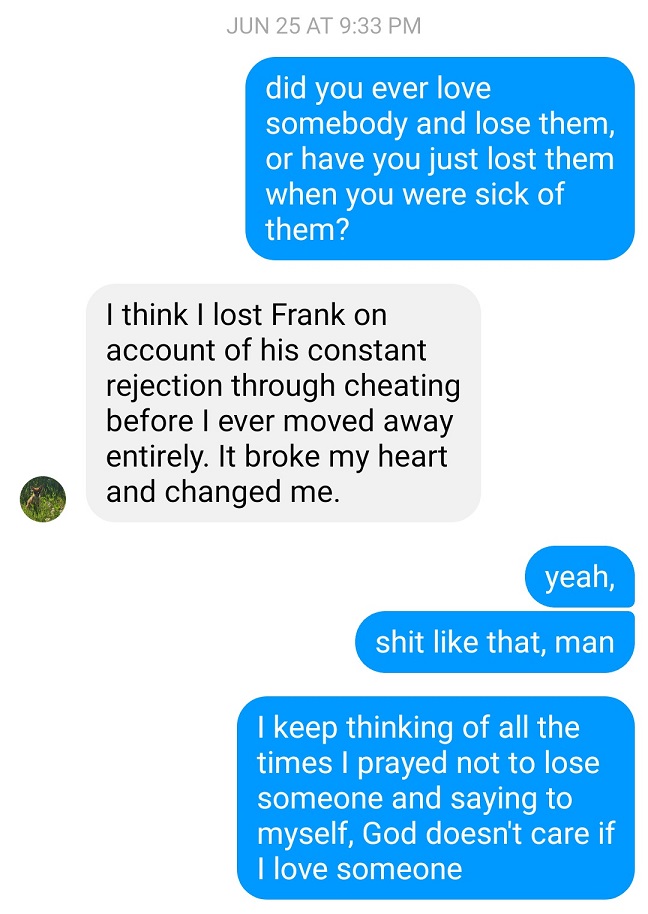 JUN 25 AT 9:33 PM
did you ever love
somebody and lose them,
or have you just lost them
when you were sick of
them?
I think I lost Frank on
account of his constant
rejection through cheating
before I ever moved away
entirely. It broke my heart
and changed me.
yeah,
shit like that, man
I keep thinking of all the
times I prayed not to lose
someone and saying to
myself, God doesn't care if
I love someone